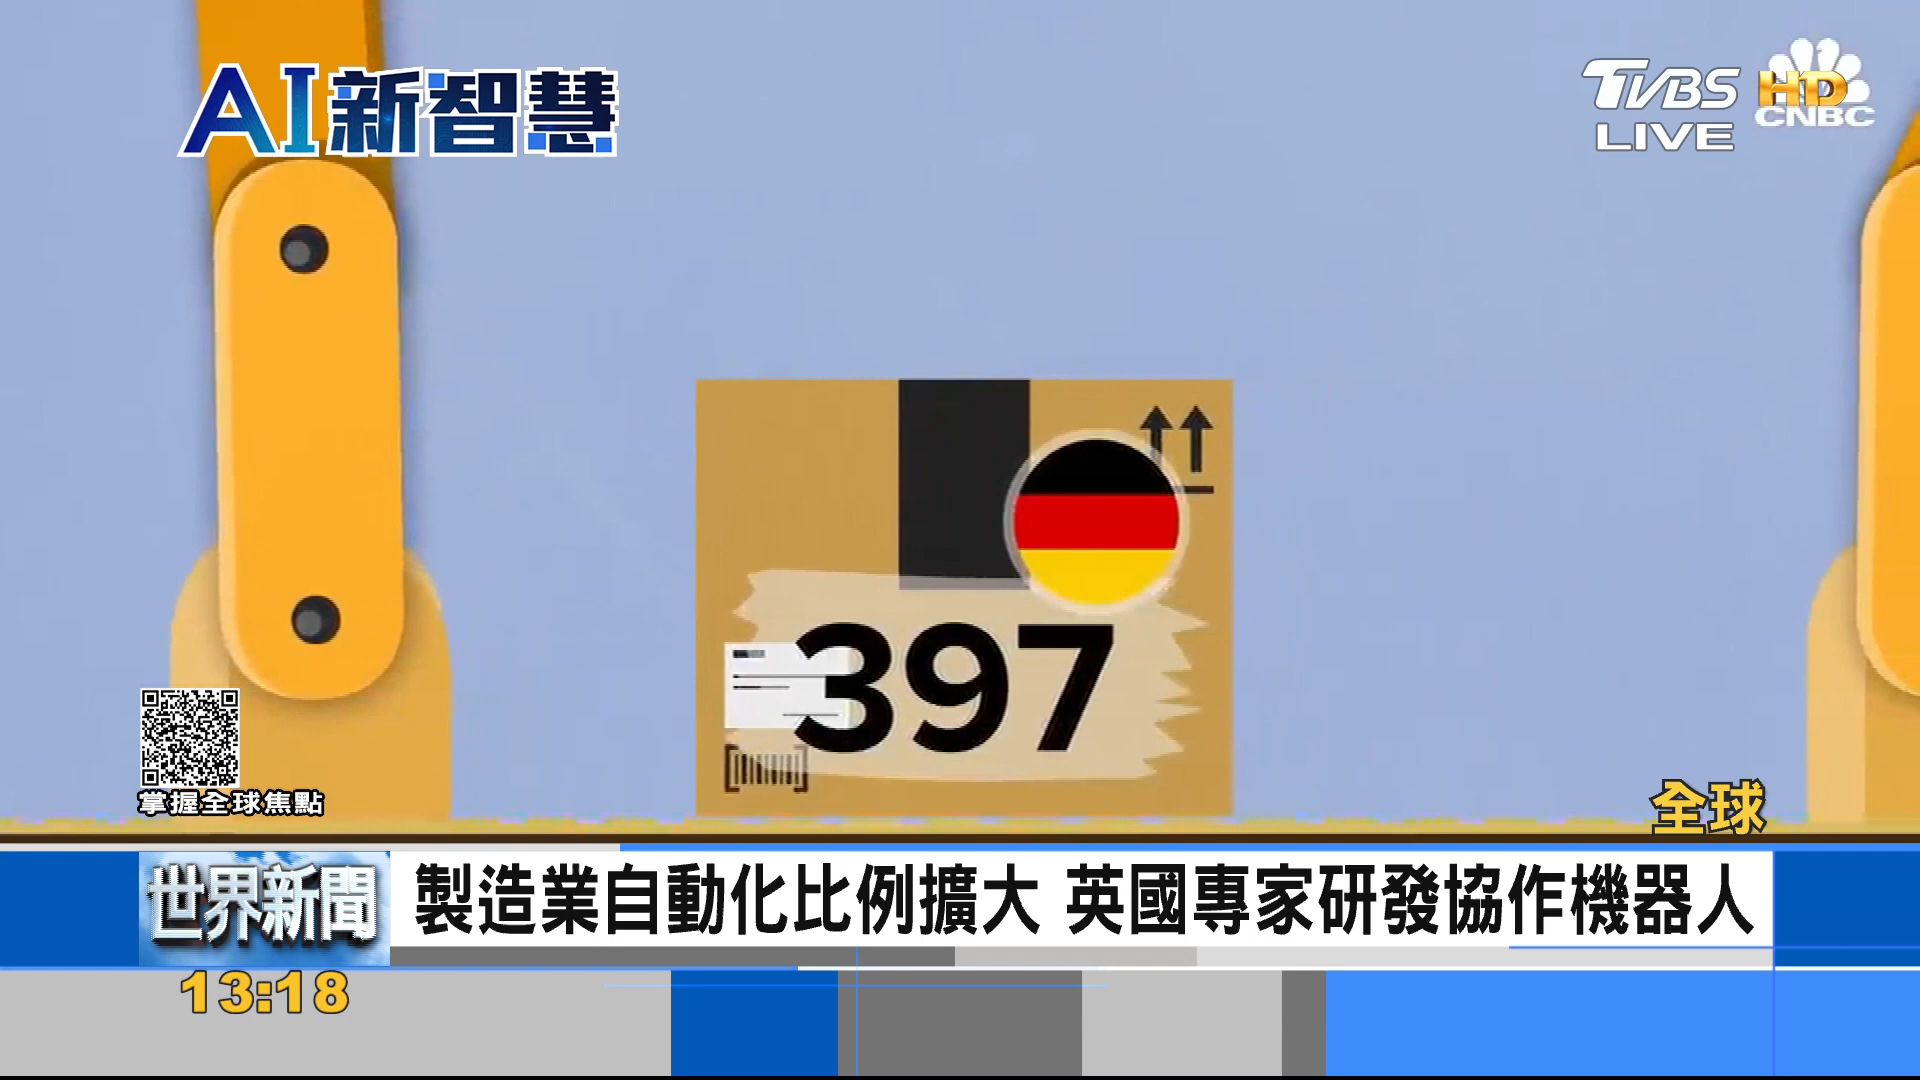 AI新智慧
TVBS HD
LIVE
CNBC
397
掌握全球焦點
全球
世界新聞
製造業自動化比例擴大 英國專家研發協作機器人
13:18